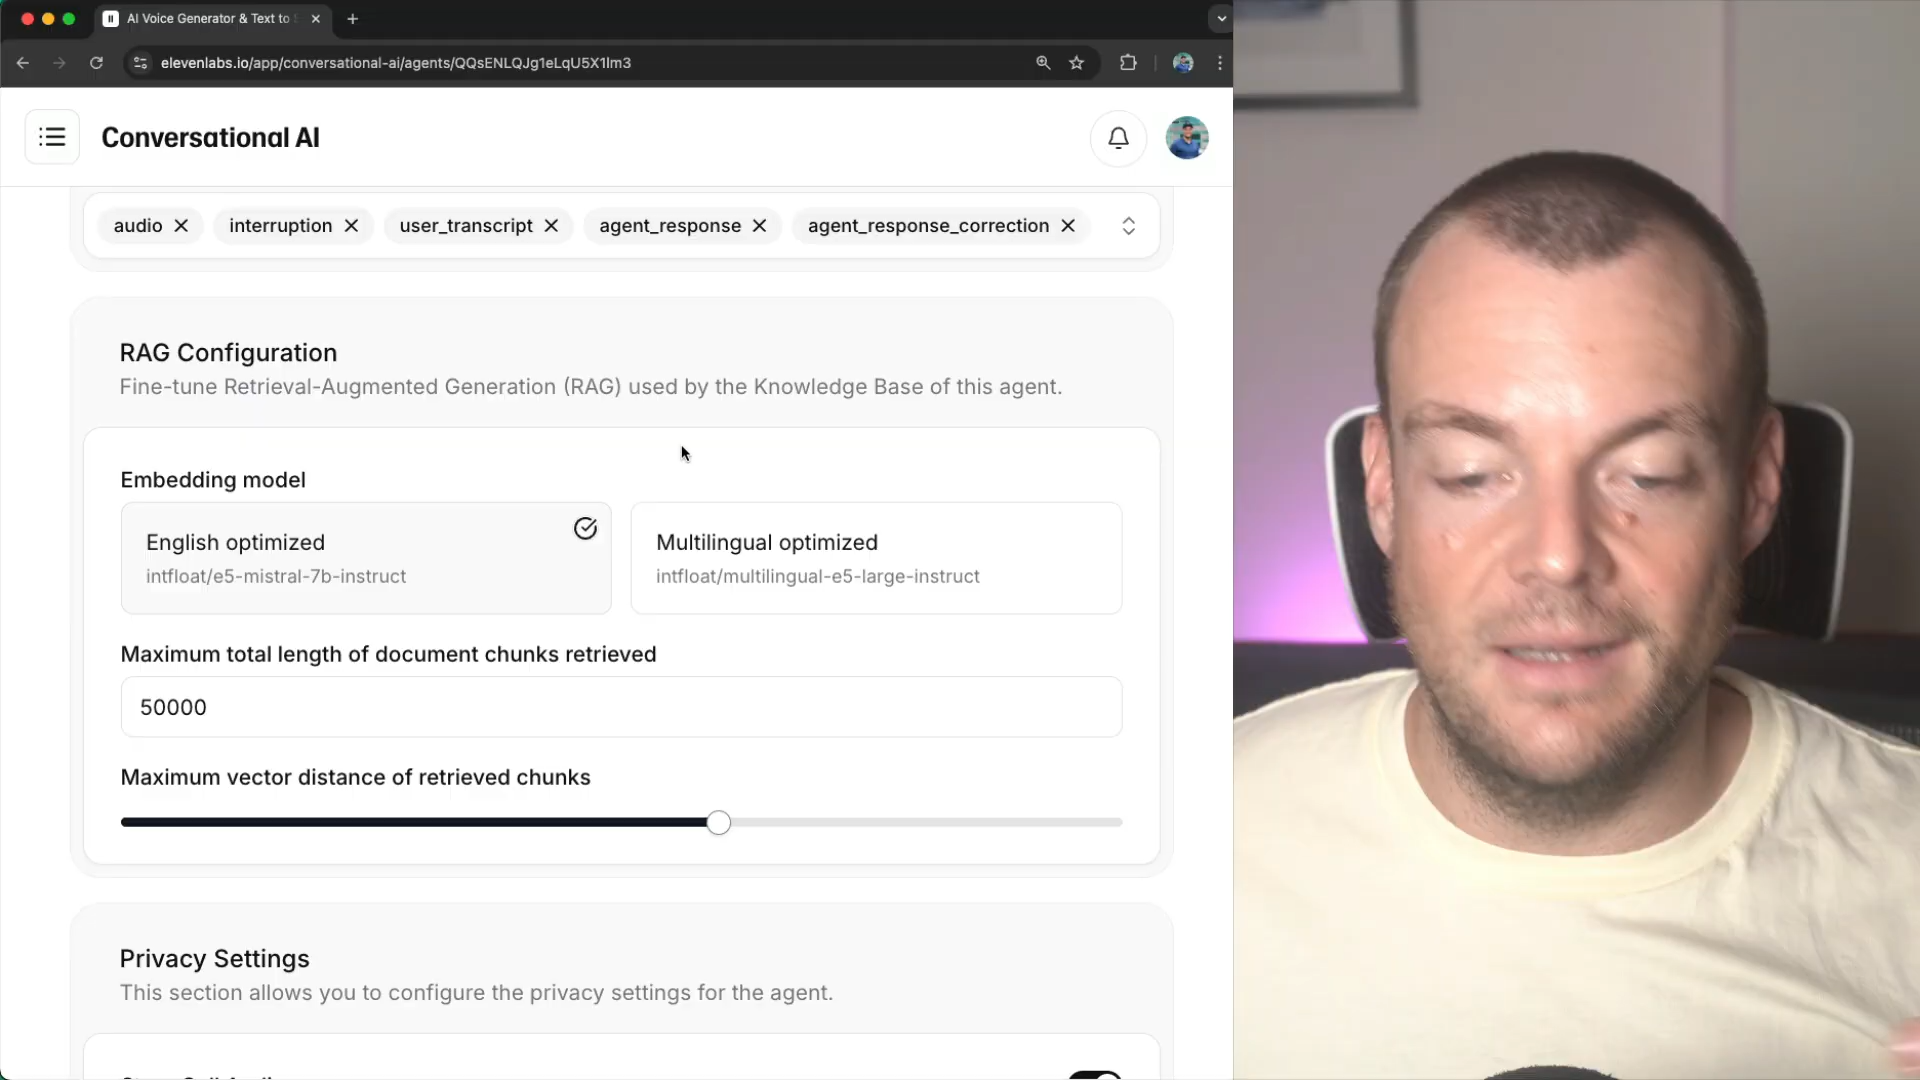 AI Voice Generator & Text to
elevenlabs.io/app/conversational-ai/agents/QQsENLQJg1eLqU5X1lm3
Conversational AI
audio interruption user_transcript agent_response agent_response_correction
RAG Configuration
Fine-tune Retrieval-Augmented Generation (RAG) used by the Knowledge Base of this agent.
Embedding model
English optimized
intfloat/e5-mistral-7b-instruct
Multilingual optimized
intfloat/multilingual-e5-large-instruct
Maximum total length of document chunks retrieved
50000
Maximum vector distance of retrieved chunks
Privacy Settings
This section allows you to configure the privacy settings for the agent.